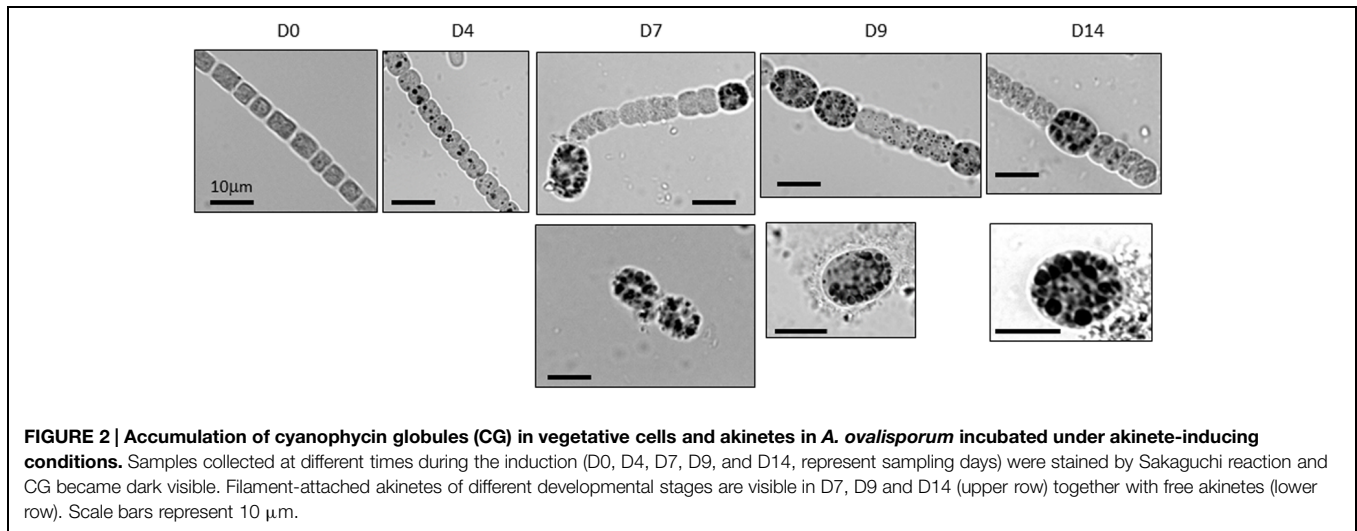 D0 D4 D7 D9 D14
10μm
FIGURE 2 | Accumulation of cyanophycin globules (CG) in vegetative cells and akinetes in A. ovalisporum incubated under akinete-inducing
conditions. Samples collected at different times during the induction (D0, D4, D7, D9, and D14, represent sampling days) were stained by Sakaguchi reaction and
CG became dark visible. Filament-attached akinetes of different developmental stages are visible in D7, D9 and D14 (upper row) together with free akinetes (lower
row). Scale bars represent 10 μm.